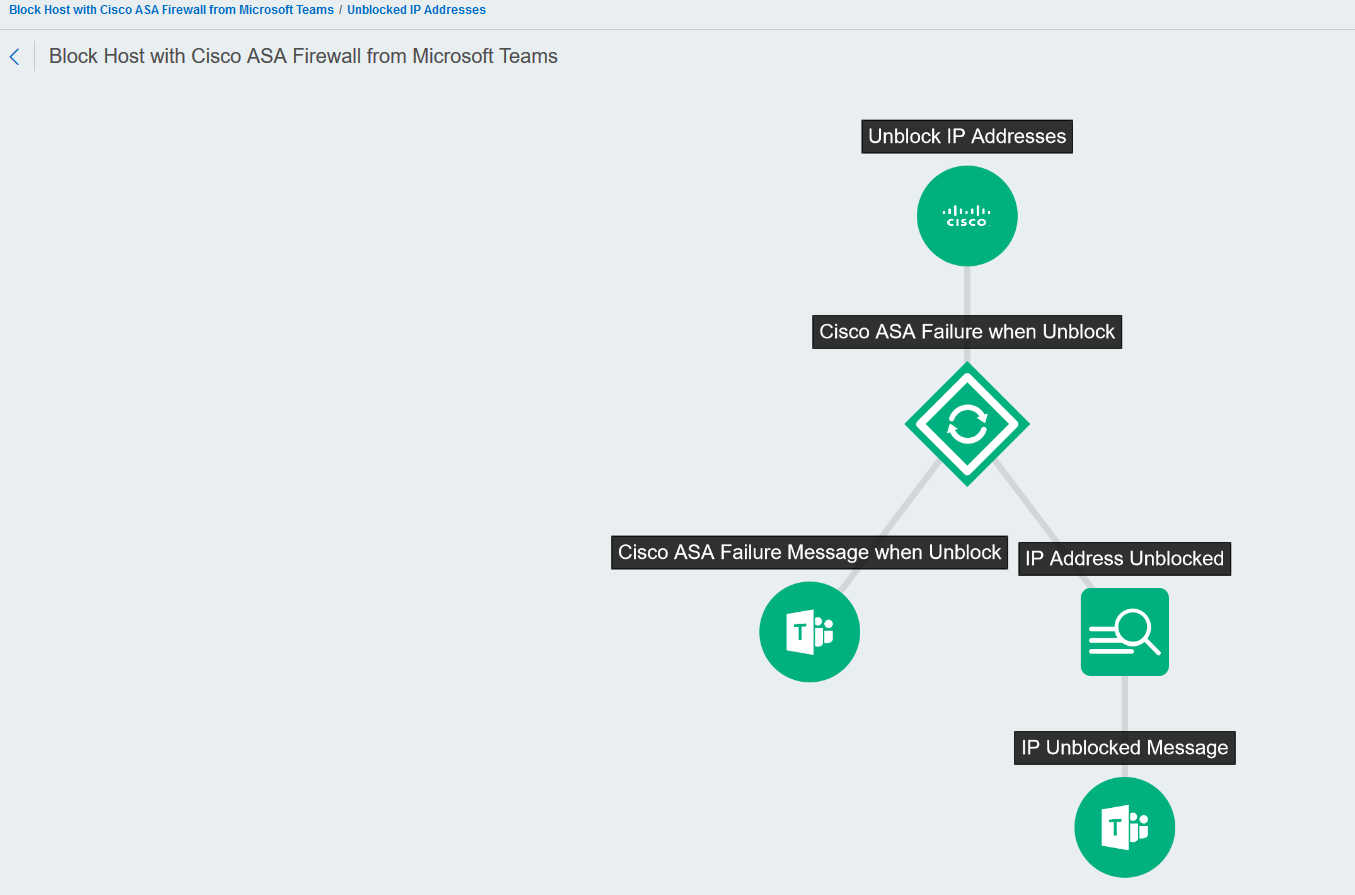 Block Host with Cisco ASA Firewall from Microsoft Teams / Unblocked IP Addresses
Block Host with Cisco ASA Firewall from Microsoft Teams
Unblock IP Addresses
CISCO
Cisco ASA Failure when Unblock
Cisco ASA Failure Message when Unblock
IP Address Unblocked
T
IP Unblocked Message
T